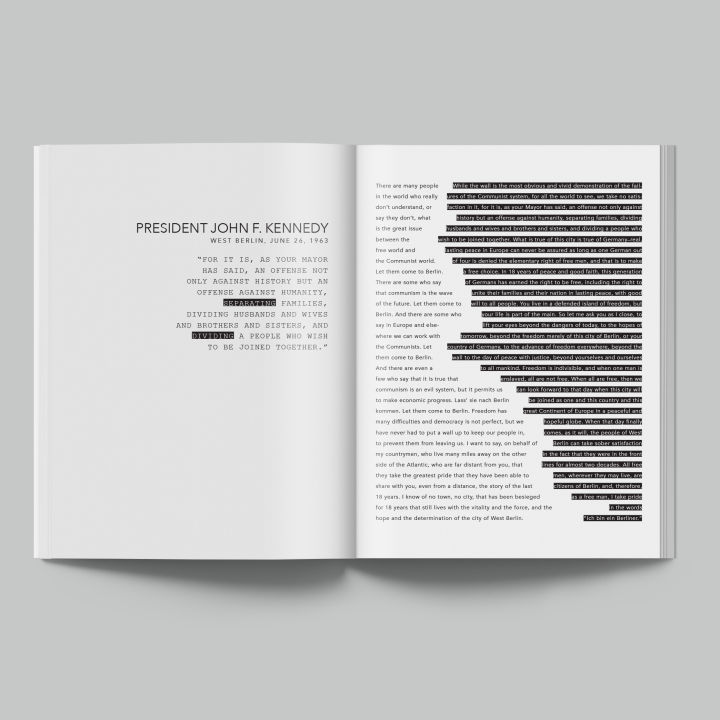 PRESIDENT JOHN F. KENNEDY
WEST BERLIN, JUNE 26, 1963
"FOR IT IS, AS YOUR MAYOR
HAS SAID, AN OFFENSE NOT
ONLY AGAINST HISTORY BUT AN
OFFENSE AGAINST HUMANITY,
SEPARATING FAMILIES,
DIVIDING HUSBANDS AND WIVES
AND BROTHERS AND SISTERS, AND
DIVIDING A PEOPLE WHO WISH
TO BE JOINED TOGETHER."
There are many people
in the world who really
don't understand, or
say they don't, what
is the great issue
between the
free world and
the Communist world.
Let them come to Berlin.
There are some who say
that communism is the wave
of the future. Let them come to
Berlin. And there are some who
say in Europe and else-
where we can work with
the Communists. Let
them come to Berlin.
And there are even a
few who say that it is true that
communism is an evil system, but it permits us
to make economic progress. Lass' sie nach Berlin
kommen. Let them come to Berlin. Freedom has
many difficulties and democracy is not perfect, but we
have never had to put a wall up to keep our people in,
to prevent them from leaving us. I want to say, on behalf of
my countrymen, who live many miles away on the other
side of the Atlantic, who are far distant from you, that
they take the greatest pride that they have been able to
share with you, even from a distance, the story of the last
18 years. I know of no town, no city, that has been besieged
for 18 years that still lives with the vitality and the force, and the
hope and the determination of the city of West Berlin.
While the wall is the most obvious and vivid demonstration of the fail-
ures of the Communist system, for all the world to see, we take no satis-
faction in it, for it is, as your Mayor has said, an offense not only against
history but an offense against humanity, separating families, dividing
husbands and wives and brothers and sisters, and dividing a people who
wish to be joined together. What is true of this city is true of Germany–real,
lasting peace in Europe can never be assured as long as one German out
of four is denied the elementary right of free men, and that is to make
a free choice. In 18 years of peace and good faith, this generation
of Germans has earned the right to be free, including the right to
unite their families and their nation in lasting peace, with good
will to all people. You live in a defended island of freedom, but
your life is part of the main. So let me ask you as I close, to
lift your eyes beyond the dangers of today, to the hopes of
tomorrow, beyond the freedom merely of this city of Berlin, or your
country of Germany, to the advance of freedom everywhere, beyond the
wall to the day of peace with justice, beyond yourselves and ourselves
to all mankind. Freedom is indivisible, and when one man is
enslaved, all are not free. When all are free, then we
can look forward to that day when this city will
be joined as one and this country and this
great Continent of Europe in a peaceful and
hopeful globe. When that day finally
comes, as it will, the people of West
Berlin can take sober satisfaction
in the fact that they were in the front
lines for almost two decades. All free
men, wherever they may live, are
citizens of Berlin, and, therefore,
as a free man, I take pride
in the words
"Ich bin ein Berliner."